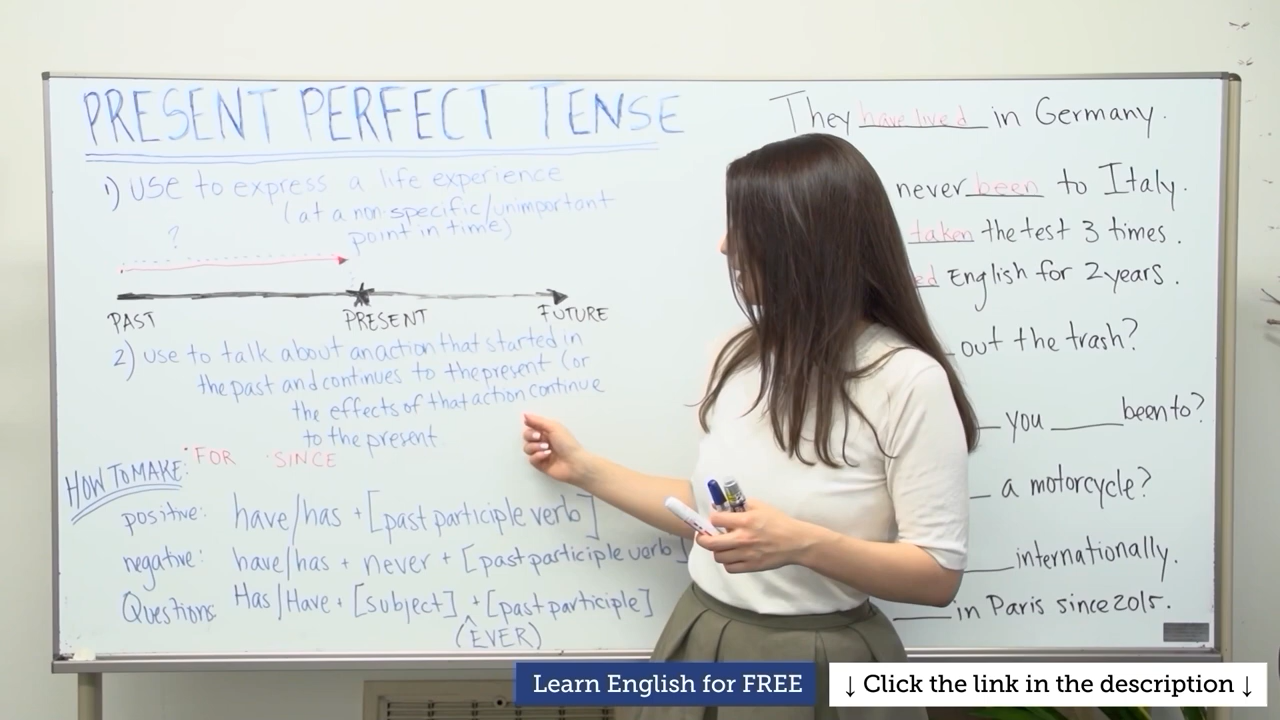 PRESENT PERFECT TENSE
1) USE to express a life experience
(at a non-specific/unimportant
point in time)
?
PAST PRESENT FUTURE
2) use to talk about an action that started in
the past and continues to the present (or
the effects of that action continue
to the present
·FOR ·SINCE
HOW TO MAKE:
positive: have/has + [past participle verb]
negative: have/has + never + [past participle verb]
Questions Has/Have + [subject] + [past participle]
(EVER)
They have lived in Germany.
never been to Italy.
taken the test 3 times.
ed English for 2 years.
out the trash?
you ____ been to?
a motorcycle?
internationally.
in Paris since 2015.
Learn English for FREE
↓ Click the link in the description ↓